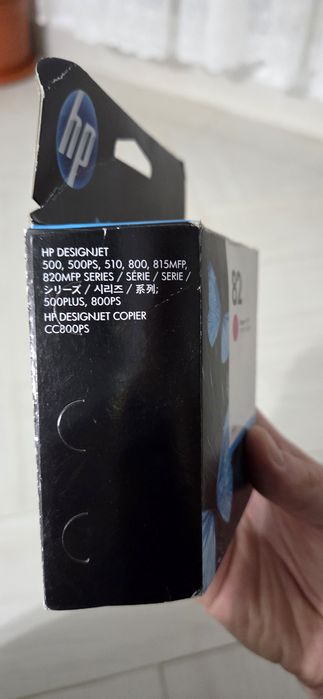 hp
HP DESIGNJET
500, 500PS, 510, 800, 815MFP,
820MFP SERIES / SÉRIE / SERIE /
シリーズ / 시리즈 / 系列;
500PLUS, 800PS
HP DESIGNJET COPIER
CC800PS
82